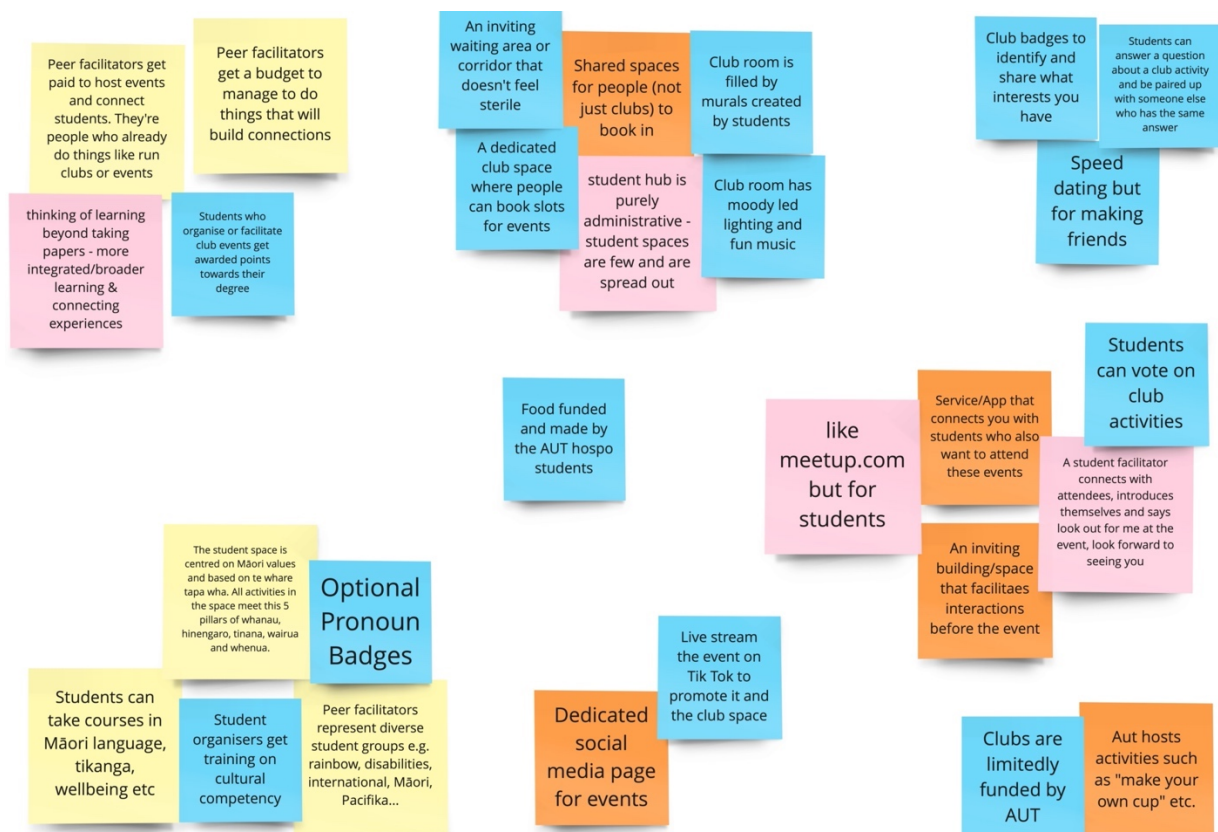 Peer facilitators get
paid to host events
and connect
students. They're
people who already
do things like run
clubs or events
Peer facilitators
get a budget to
manage to do
things that will
build connections
thinking of learning
beyond taking
papers - more
integrated/broader
learning &
connecting
experiences
Students who
organise or facilitate
club events get
awarded points
towards their
degree
An inviting
waiting area or
corridor that
doesn't feel
sterile
Shared spaces
for people (not
just clubs) to
book in
Club room is
filled by
murals created
by students
A dedicated
club space
where people
can book slots
for events
student hub is
purely
administrative -
student spaces
are few and are
spread out
Club room has
moody led
lighting and
fun music
Club badges to
identify and
share what
interests you
have
Students can
answer a question
about a club activity
and be paired up
with someone else
who has the same
answer
Speed
dating but
for making
friends
Food funded
and made by
the AUT hospo
students
like
meetup.com
but for
students
Service/App that
connects you with
students who also
want to attend
these events
Students
can vote on
club
activities
A student facilitator
connects with
attendees, introduces
themselves and says
look out for me at the
event, look forward to
seeing you
An inviting
building/space
that facilitaes
interactions
before the event
The student space is
centred on Māori values
and based on te whare
tapa wha. All activities in
the space meet this 5
pillars of whanau,
hinengaro, tinana, wairua
and whenua.
Optional
Pronoun
Badges
Students can
take courses in
Māori language,
tikanga,
wellbeing etc
Student
organisers get
training on
cultural
competency
Peer facilitators
represent diverse
student groups e.g.
rainbow, disabilities,
international, Māori,
Pacifika...
Live stream
the event on
Tik Tok to
promote it and
the club space
Dedicated
social
media page
for events
Clubs are
limitedly
funded by
AUT
Aut hosts
activities such
as "make your
own cup" etc.